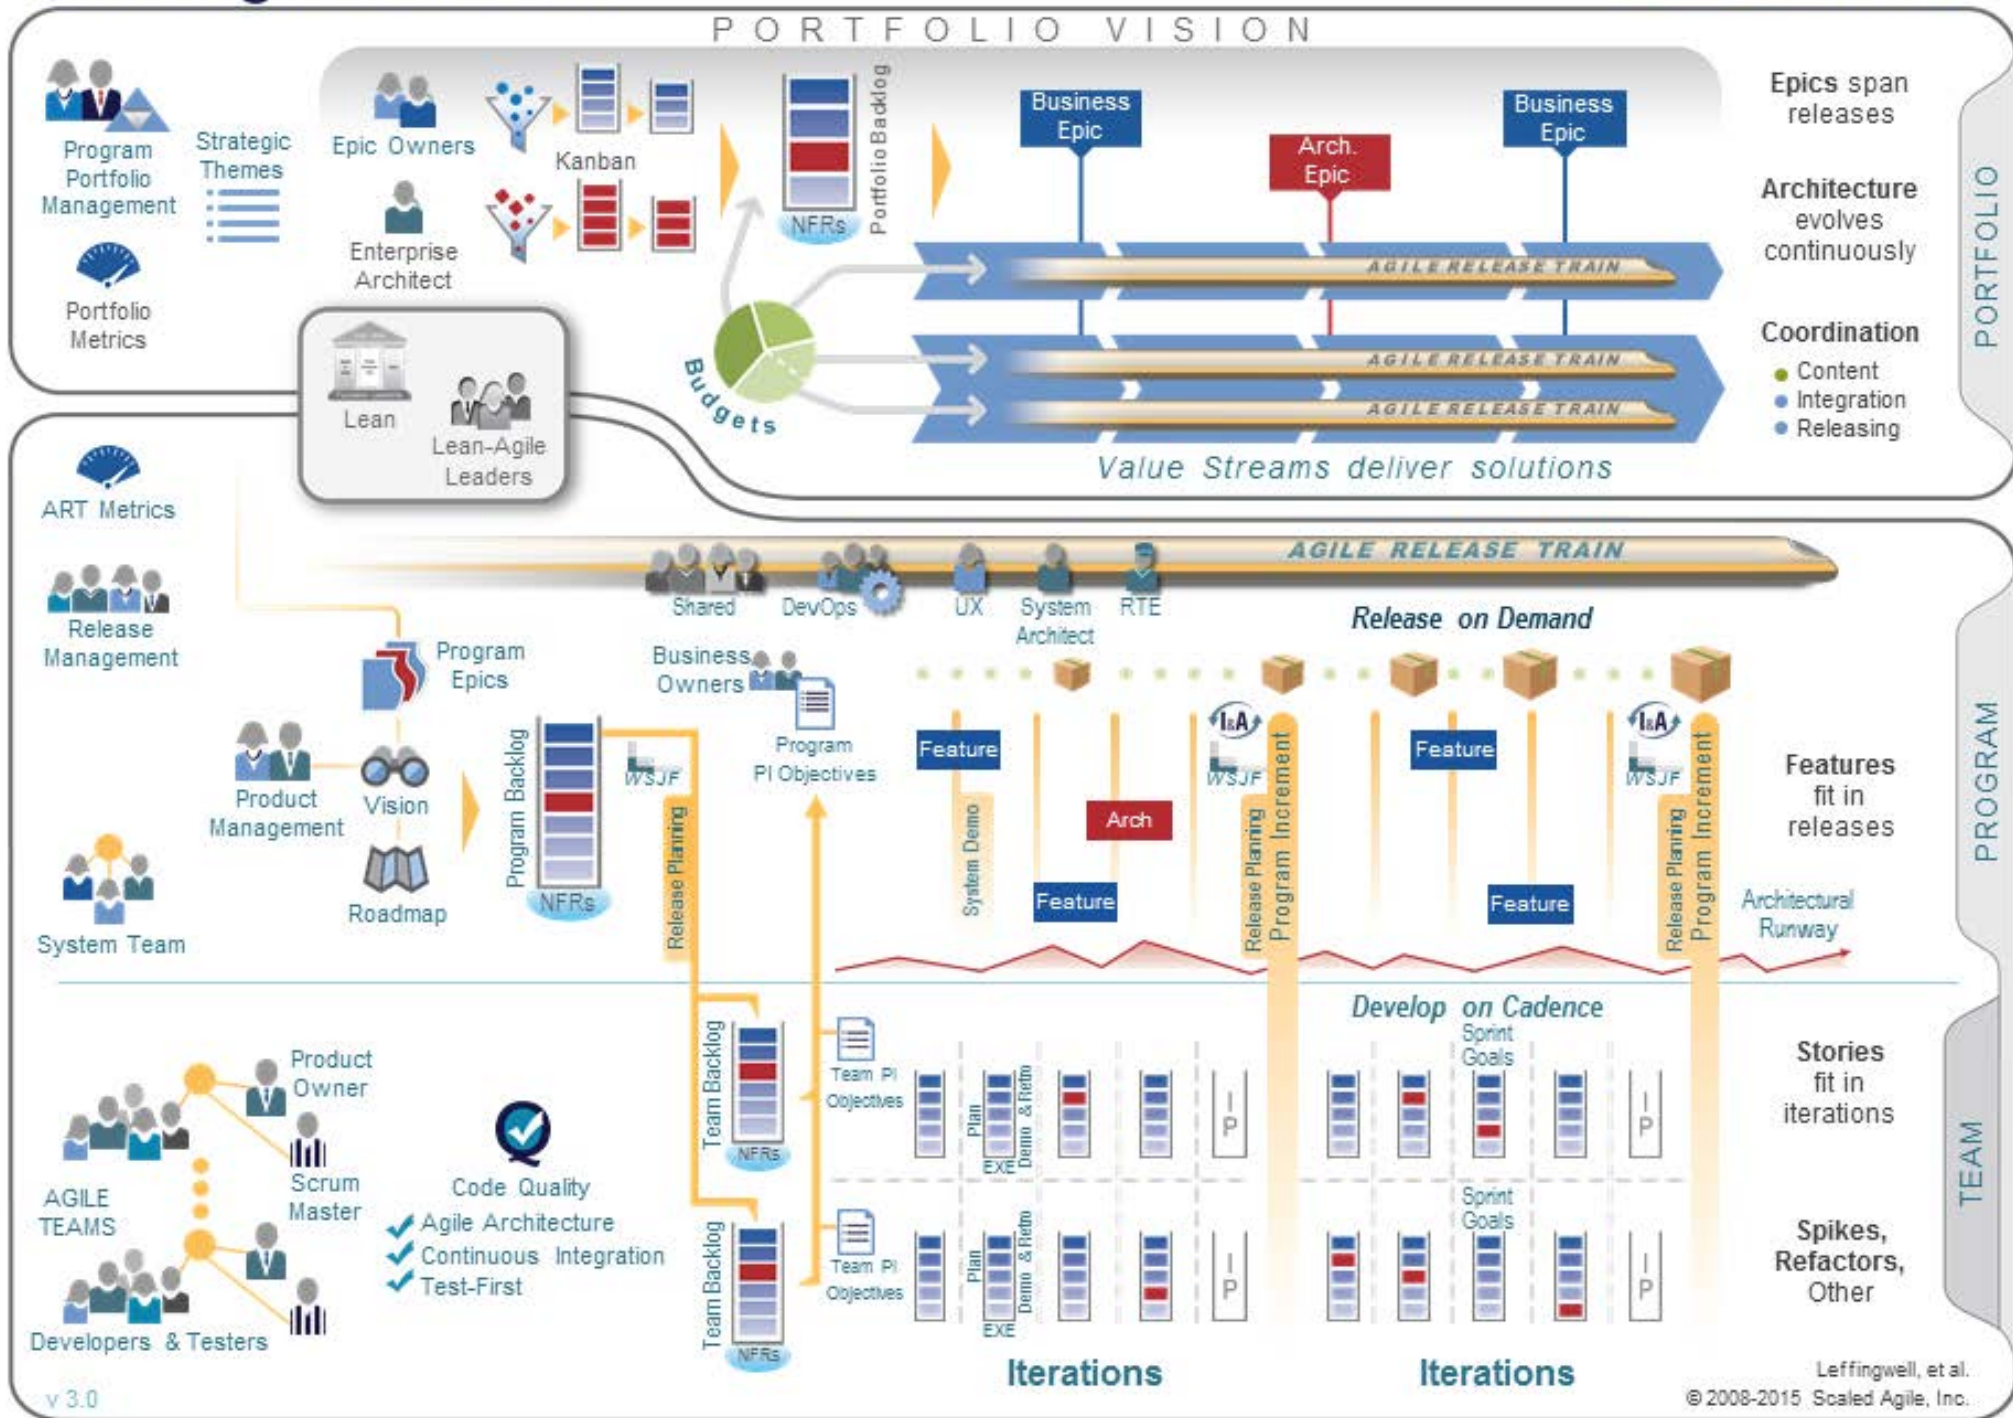 PORTFOLIO VISION
Program
Portfolio
Management
Strategic
Themes
Portfolio
Metrics
Epic Owners
Enterprise
Architect
Kanban
NFRs
Portfolio Backlog
Budgets
Business
Epic
Arch.
Epic
Business
Epic
AGILE RELEASE TRAIN
AGILE RELEASE TRAIN
AGILE RELEASE TRAIN
Value Streams deliver solutions
Epics span
releases
Architecture
evolves
continuously
Coordination
Content
Integration
Releasing
PORTFOLIO
Lean
Lean-Agile
Leaders
ART Metrics
Release
Management
System Team
AGILE RELEASE TRAIN
Shared
DevOps
UX
System
Architect
RTE
Release on Demand
Program
Epics
Product
Management
Vision
Roadmap
Program Backlog
NFRs
WSJF
Release Planning
Business
Owners
Program
PI Objectives
Feature
System Demo
Feature
Arch
I&A
WSJF
Release Planning
Program Increment
Feature
Feature
I&A
WSJF
Release Planning
Program Increment
Features
fit in
releases
Architectural
Runway
PROGRAM
Develop on Cadence
AGILE
TEAMS
Product
Owner
Scrum
Master
Developers & Testers
Code Quality
Agile Architecture
Continuous Integration
Test-First
Team Backlog
NFRs
Team PI
Objectives
Plan
EXE
Demo & Retro
I
P
Sprint
Goals
I
P
Team Backlog
NFRs
Team PI
Objectives
Plan
EXE
Demo & Retro
I
P
Sprint
Goals
I
P
Stories
fit in
iterations
Spikes,
Refactors,
Other
TEAM
Iterations
Iterations
v 3.0
Leffingwell, et al.
© 2008-2015 Scaled Agile, Inc.